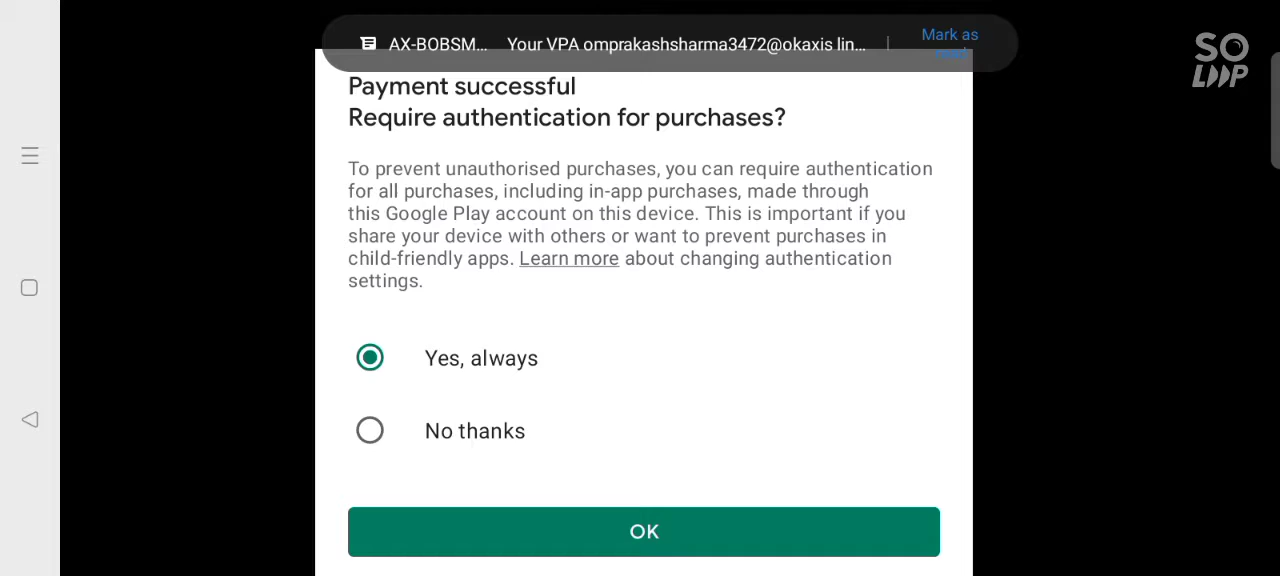 AX-BOBSM... Your VPA omprakashsharma3472@okaxis lin... Mark as
read
SO
LOOP
Payment successful
Require authentication for purchases?
To prevent unauthorised purchases, you can require authentication
for all purchases, including in-app purchases, made through
this Google Play account on this device. This is important if you
share your device with others or want to prevent purchases in
child-friendly apps. Learn more about changing authentication
settings.
Yes, always
No thanks
OK